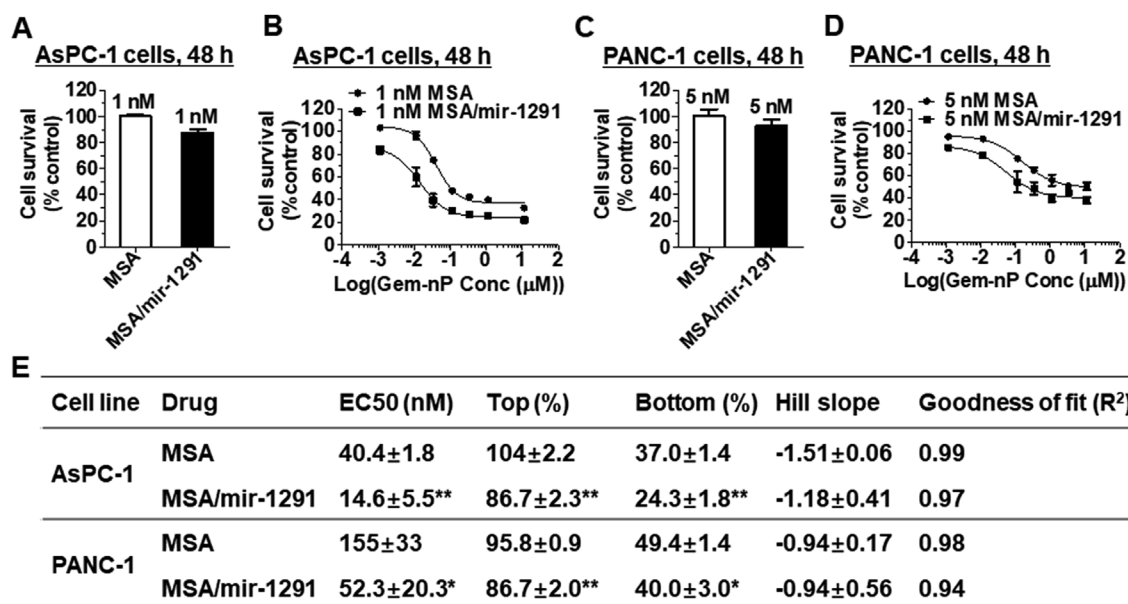 A
AsPC-1 cells, 48 h
Cell survival
(% control)
120
100
80
60
40
20
0
1 nM
1 nM
MSA
MSA/mir-1291
B
AsPC-1 cells, 48 h
1 nM MSA
1 nM MSA/mir-1291
Cell survival
(% control)
120
100
80
60
40
20
0
-4 -3 -2 -1 0 1 2
Log(Gem-nP Conc (μM))
C
PANC-1 cells, 48 h
Cell survival
(% control)
120
100
80
60
40
20
0
5 nM
5 nM
MSA
MSA/mir-1291
D
PANC-1 cells, 48 h
5 nM MSA
5 nM MSA/mir-1291
Cell survival
(% control)
120
100
80
60
40
20
0
-4 -3 -2 -1 0 1 2
Log(Gem-nP Conc (μM))
E
Cell line Drug EC50 (nM) Top (%) Bottom (%) Hill slope Goodness of fit (R²)
AsPC-1
MSA 40.4±1.8 104±2.2 37.0±1.4 -1.51±0.06 0.99
MSA/mir-1291 14.6±5.5** 86.7±2.3** 24.3±1.8** -1.18±0.41 0.97
PANC-1
MSA 155±33 95.8±0.9 49.4±1.4 -0.94±0.17 0.98
MSA/mir-1291 52.3±20.3* 86.7±2.0** 40.0±3.0* -0.94±0.56 0.94